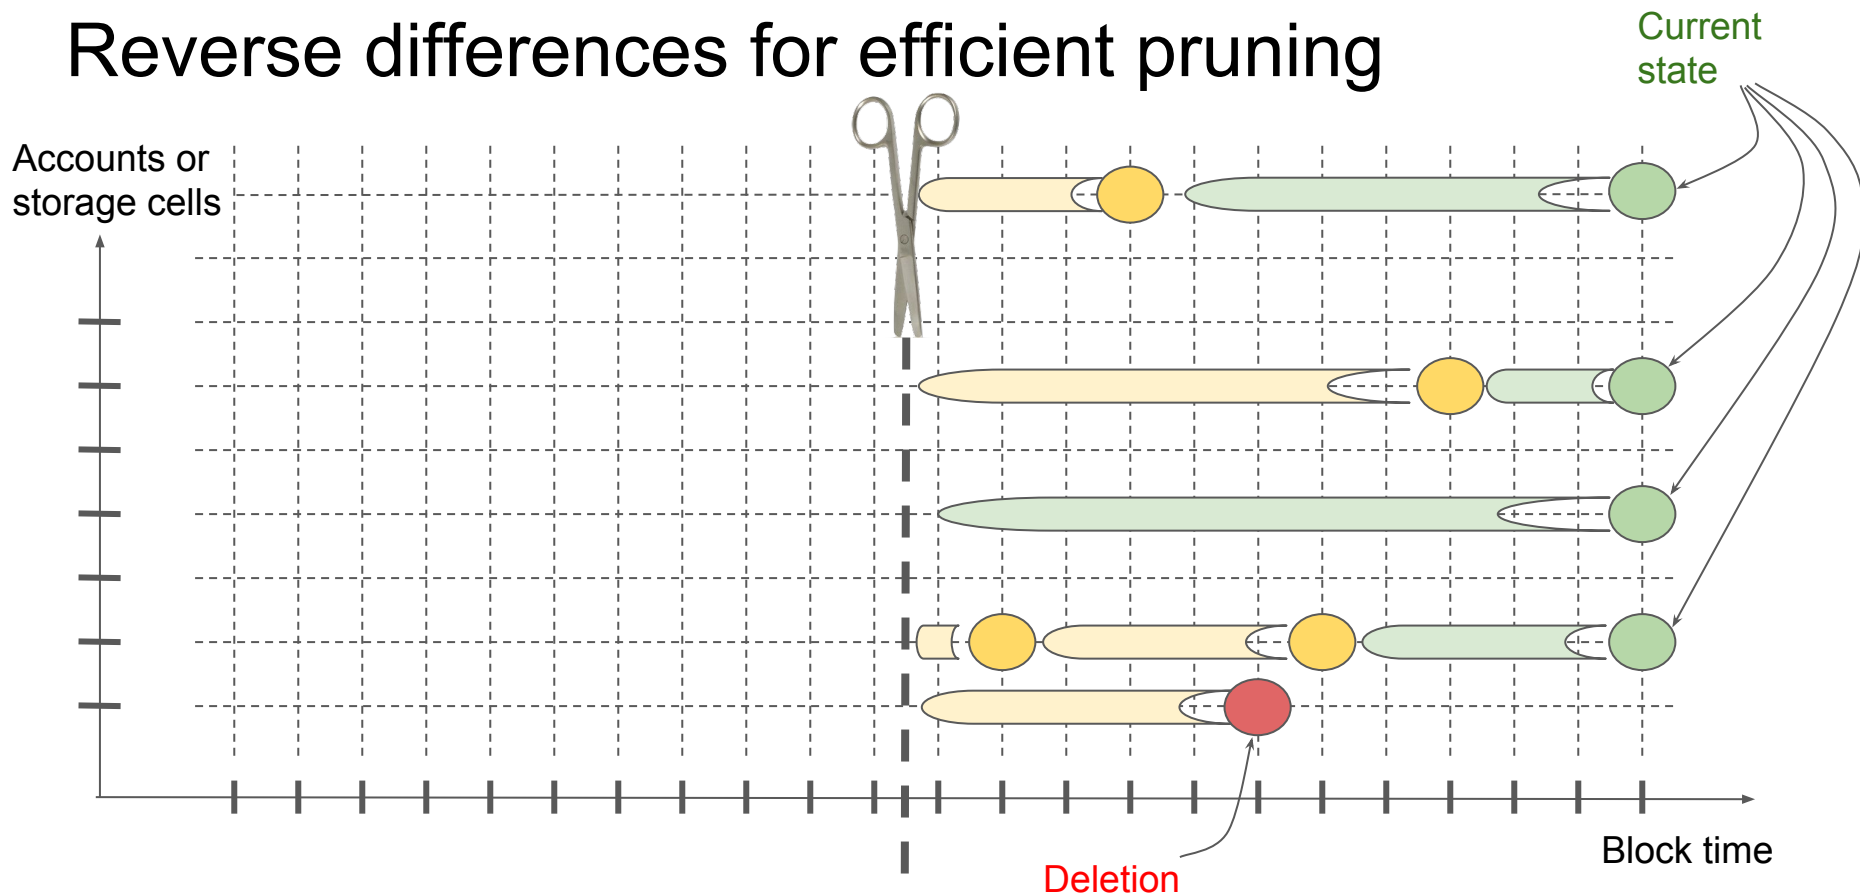 Reverse differences for efficient pruning
Current
state
Accounts or
storage cells
Block time
Deletion